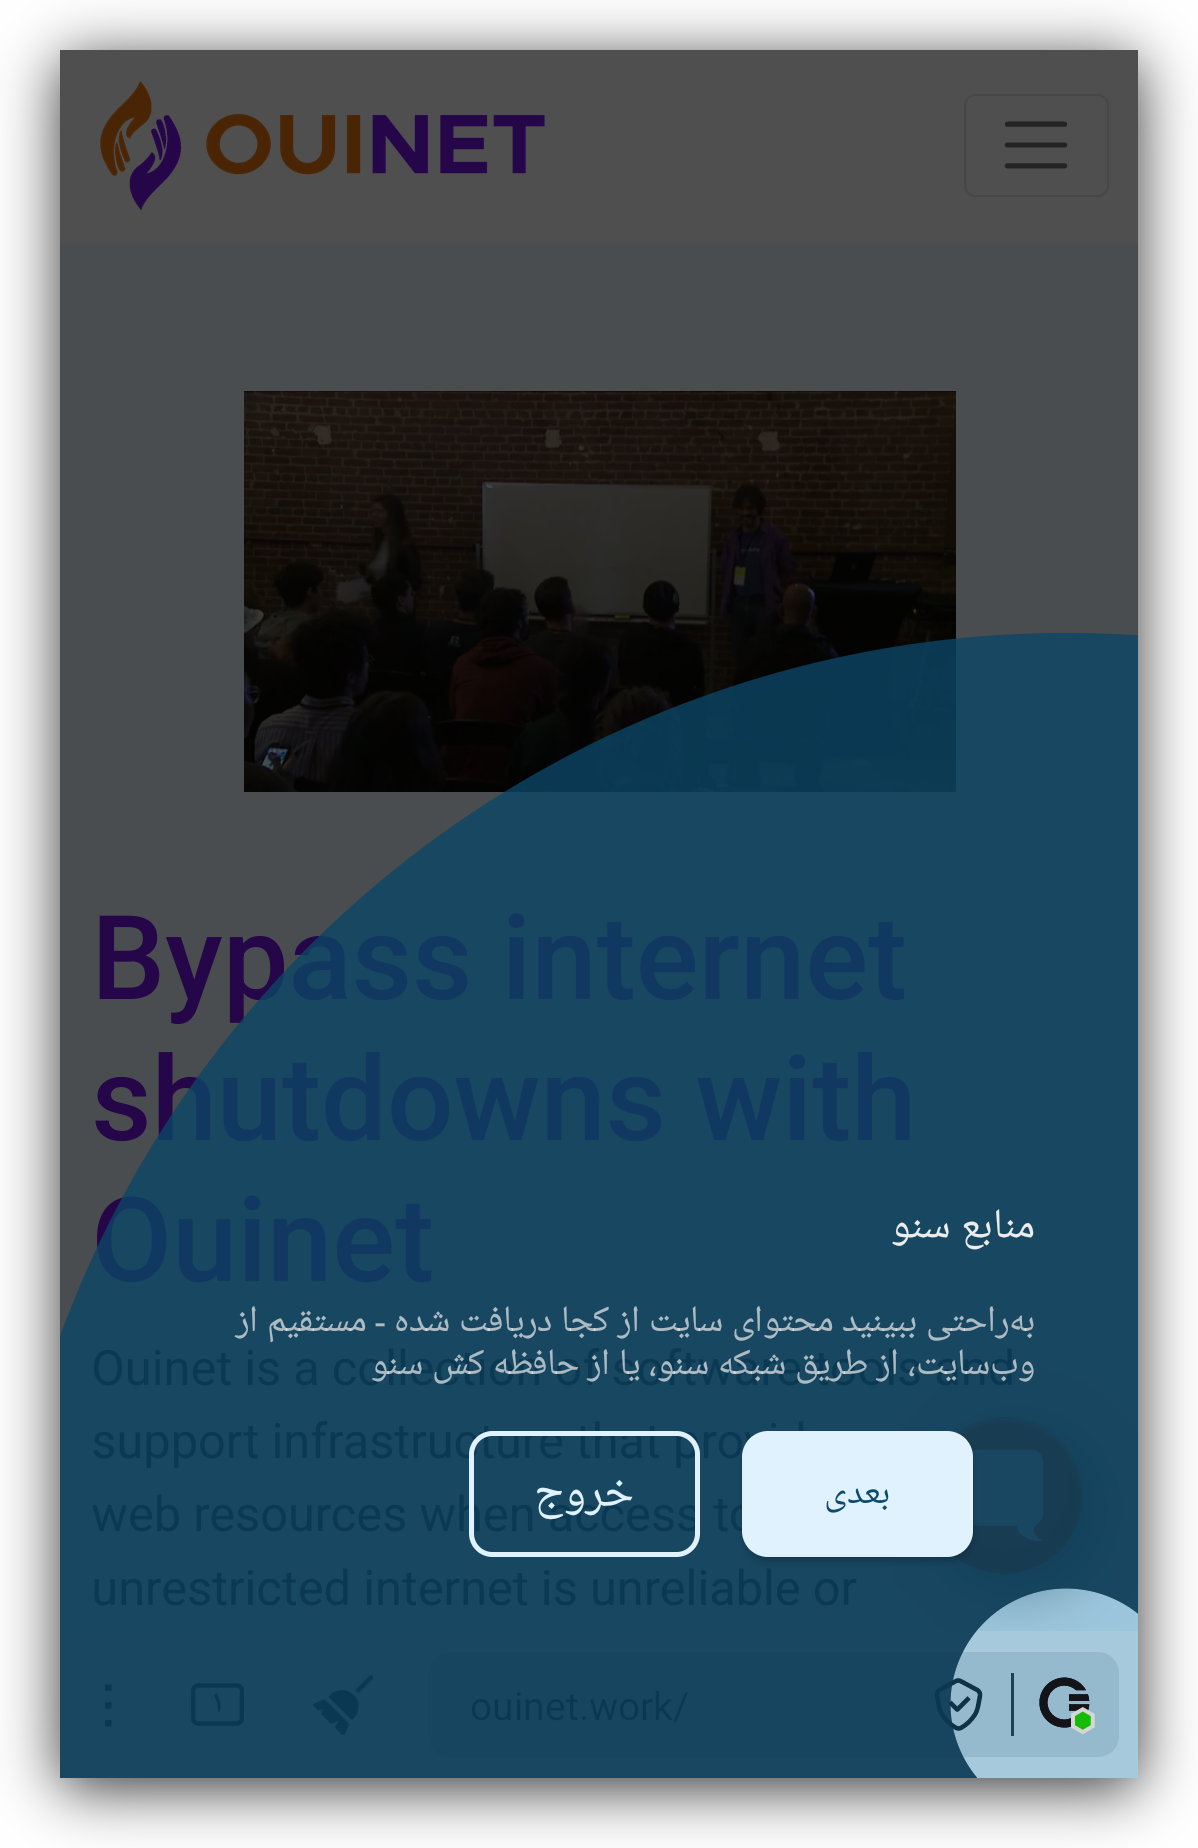 OUINET
Bypass internet
shutdowns with
Ouinet
منابع سنو
به‌راحتی ببینید محتوای سایت از کجا دریافت شده - مستقیم از
وب‌سایت، از طریق شبکه سنو، یا از حافظه کش سنو
Ouinet is a collection of software tools and
support infrastructure that provide
بعدی
خروج
web resources when access to
unrestricted internet is unreliable or
۱
ouinet.work/